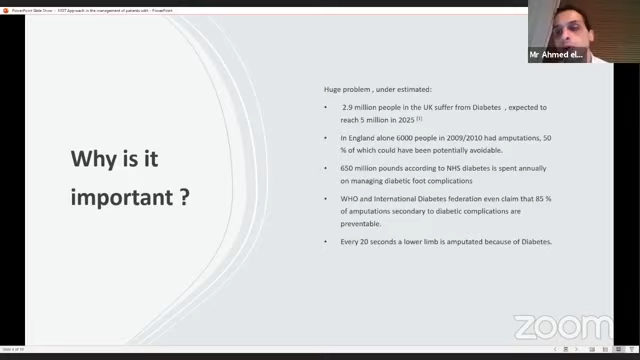 PowerPoint Slide Show - MDT Approach in the management of patients with - PowerPoint
Mr Ahmed el...
Why is it
important ?
Huge problem , under estimated:
• 2.9 million people in the UK suffer from Diabetes , expected to
reach 5 million in 2025 [1]
• In England alone 6000 people in 2009/2010 had amputations, 50
% of which could have been potentially avoidable.
• 650 million pounds according to NHS diabetes is spent annually
on managing diabetic foot complications
• WHO and International Diabetes federation even claim that 85 %
of amputations secondary to diabetic complications are
preventable.
• Every 20 seconds a lower limb is amputated because of Diabetes.
zoom